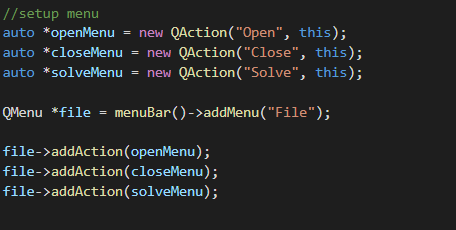 //setup menu
auto *openMenu = new QAction("Open", this);
auto *closeMenu = new QAction("Close", this);
auto *solveMenu = new QAction("Solve", this);
QMenu *file = menuBar()->addMenu("File");
file->addAction(openMenu);
file->addAction(closeMenu);
file->addAction(solveMenu);